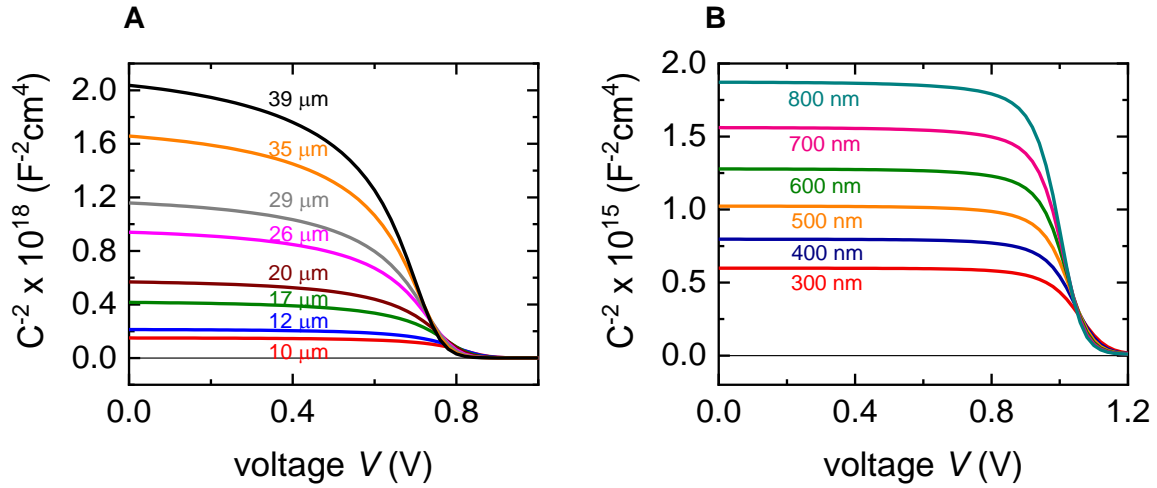 A
C⁻² x 10¹⁸ (F⁻²cm⁴)
2.0
1.6
1.2
0.8
0.4
0.0
39 μm
35 μm
29 μm
26 μm
20 μm
17 μm
12 μm
10 μm
0.0 0.4 0.8
voltage V (V)
B
C⁻² x 10¹⁵ (F⁻²cm⁴)
2.0
1.5
1.0
0.5
0.0
800 nm
700 nm
600 nm
500 nm
400 nm
300 nm
0.0 0.4 0.8 1.2
voltage V (V)